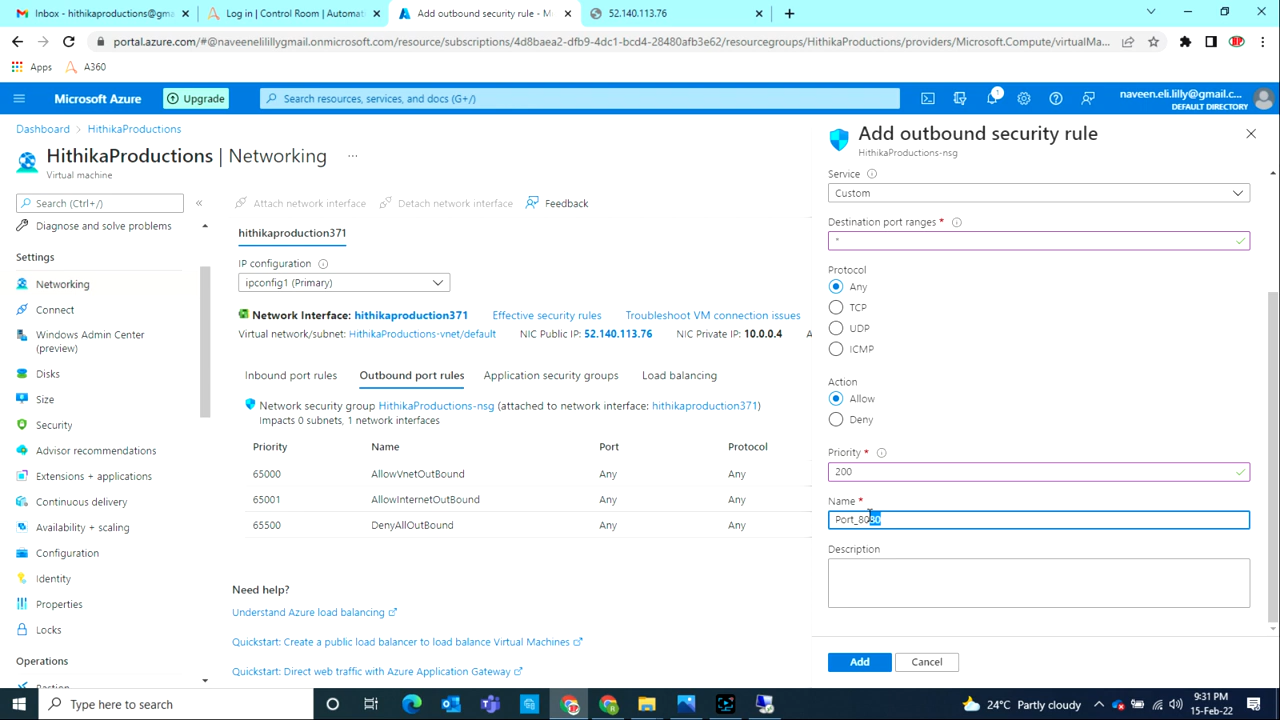 Inbox - hithikaproductions@gma
Log in | Control Room | Automat
Add outbound security rule - M
52.140.113.76
portal.azure.com/#@naveenelilillygmail.onmicrosoft.com/resource/subscriptions/4d8baea2-dfb9-4dc1-bcd4-28480afb3e62/resourcegroups/HithikaProductions/providers/Microsoft.Compute/virtualMa...
Apps
A360
Microsoft Azure
Upgrade
Search resources, services, and docs (G+/)
1
naveen.eli.lilly@gmail.c...
DEFAULT DIRECTORY
Dashboard > HithikaProductions
HithikaProductions | Networking ...
Virtual machine
Search (Ctrl+/)
«
Diagnose and solve problems
Settings
Networking
Connect
Windows Admin Center
(preview)
Disks
Size
Security
Advisor recommendations
Extensions + applications
Continuous delivery
Availability + scaling
Configuration
Identity
Properties
Locks
Operations
Attach network interface
Detach network interface
Feedback
hithikaproduction371
IP configuration
ipconfig1 (Primary)
Network Interface: hithikaproduction371
Effective security rules
Troubleshoot VM connection issues
Virtual network/subnet: HithikaProductions-vnet/default
NIC Public IP: 52.140.113.76
NIC Private IP: 10.0.0.4
Inbound port rules
Outbound port rules
Application security groups
Load balancing
Network security group HithikaProductions-nsg (attached to network interface: hithikaproduction371)
Impacts 0 subnets, 1 network interfaces
Priority Name Port Protocol
65000 AllowVnetOutBound Any Any
65001 AllowInternetOutBound Any Any
65500 DenyAllOutBound Any Any
Need help?
Understand Azure load balancing
Quickstart: Create a public load balancer to load balance Virtual Machines
Quickstart: Direct web traffic with Azure Application Gateway
Add outbound security rule
HithikaProductions-nsg
Service
Custom
Destination port ranges *
*
Protocol
Any
TCP
UDP
ICMP
Action
Allow
Deny
Priority *
200
Name *
Port_8080
Description
Add
Cancel
Type here to search
24°C Partly cloudy
9:31 PM
15-Feb-22